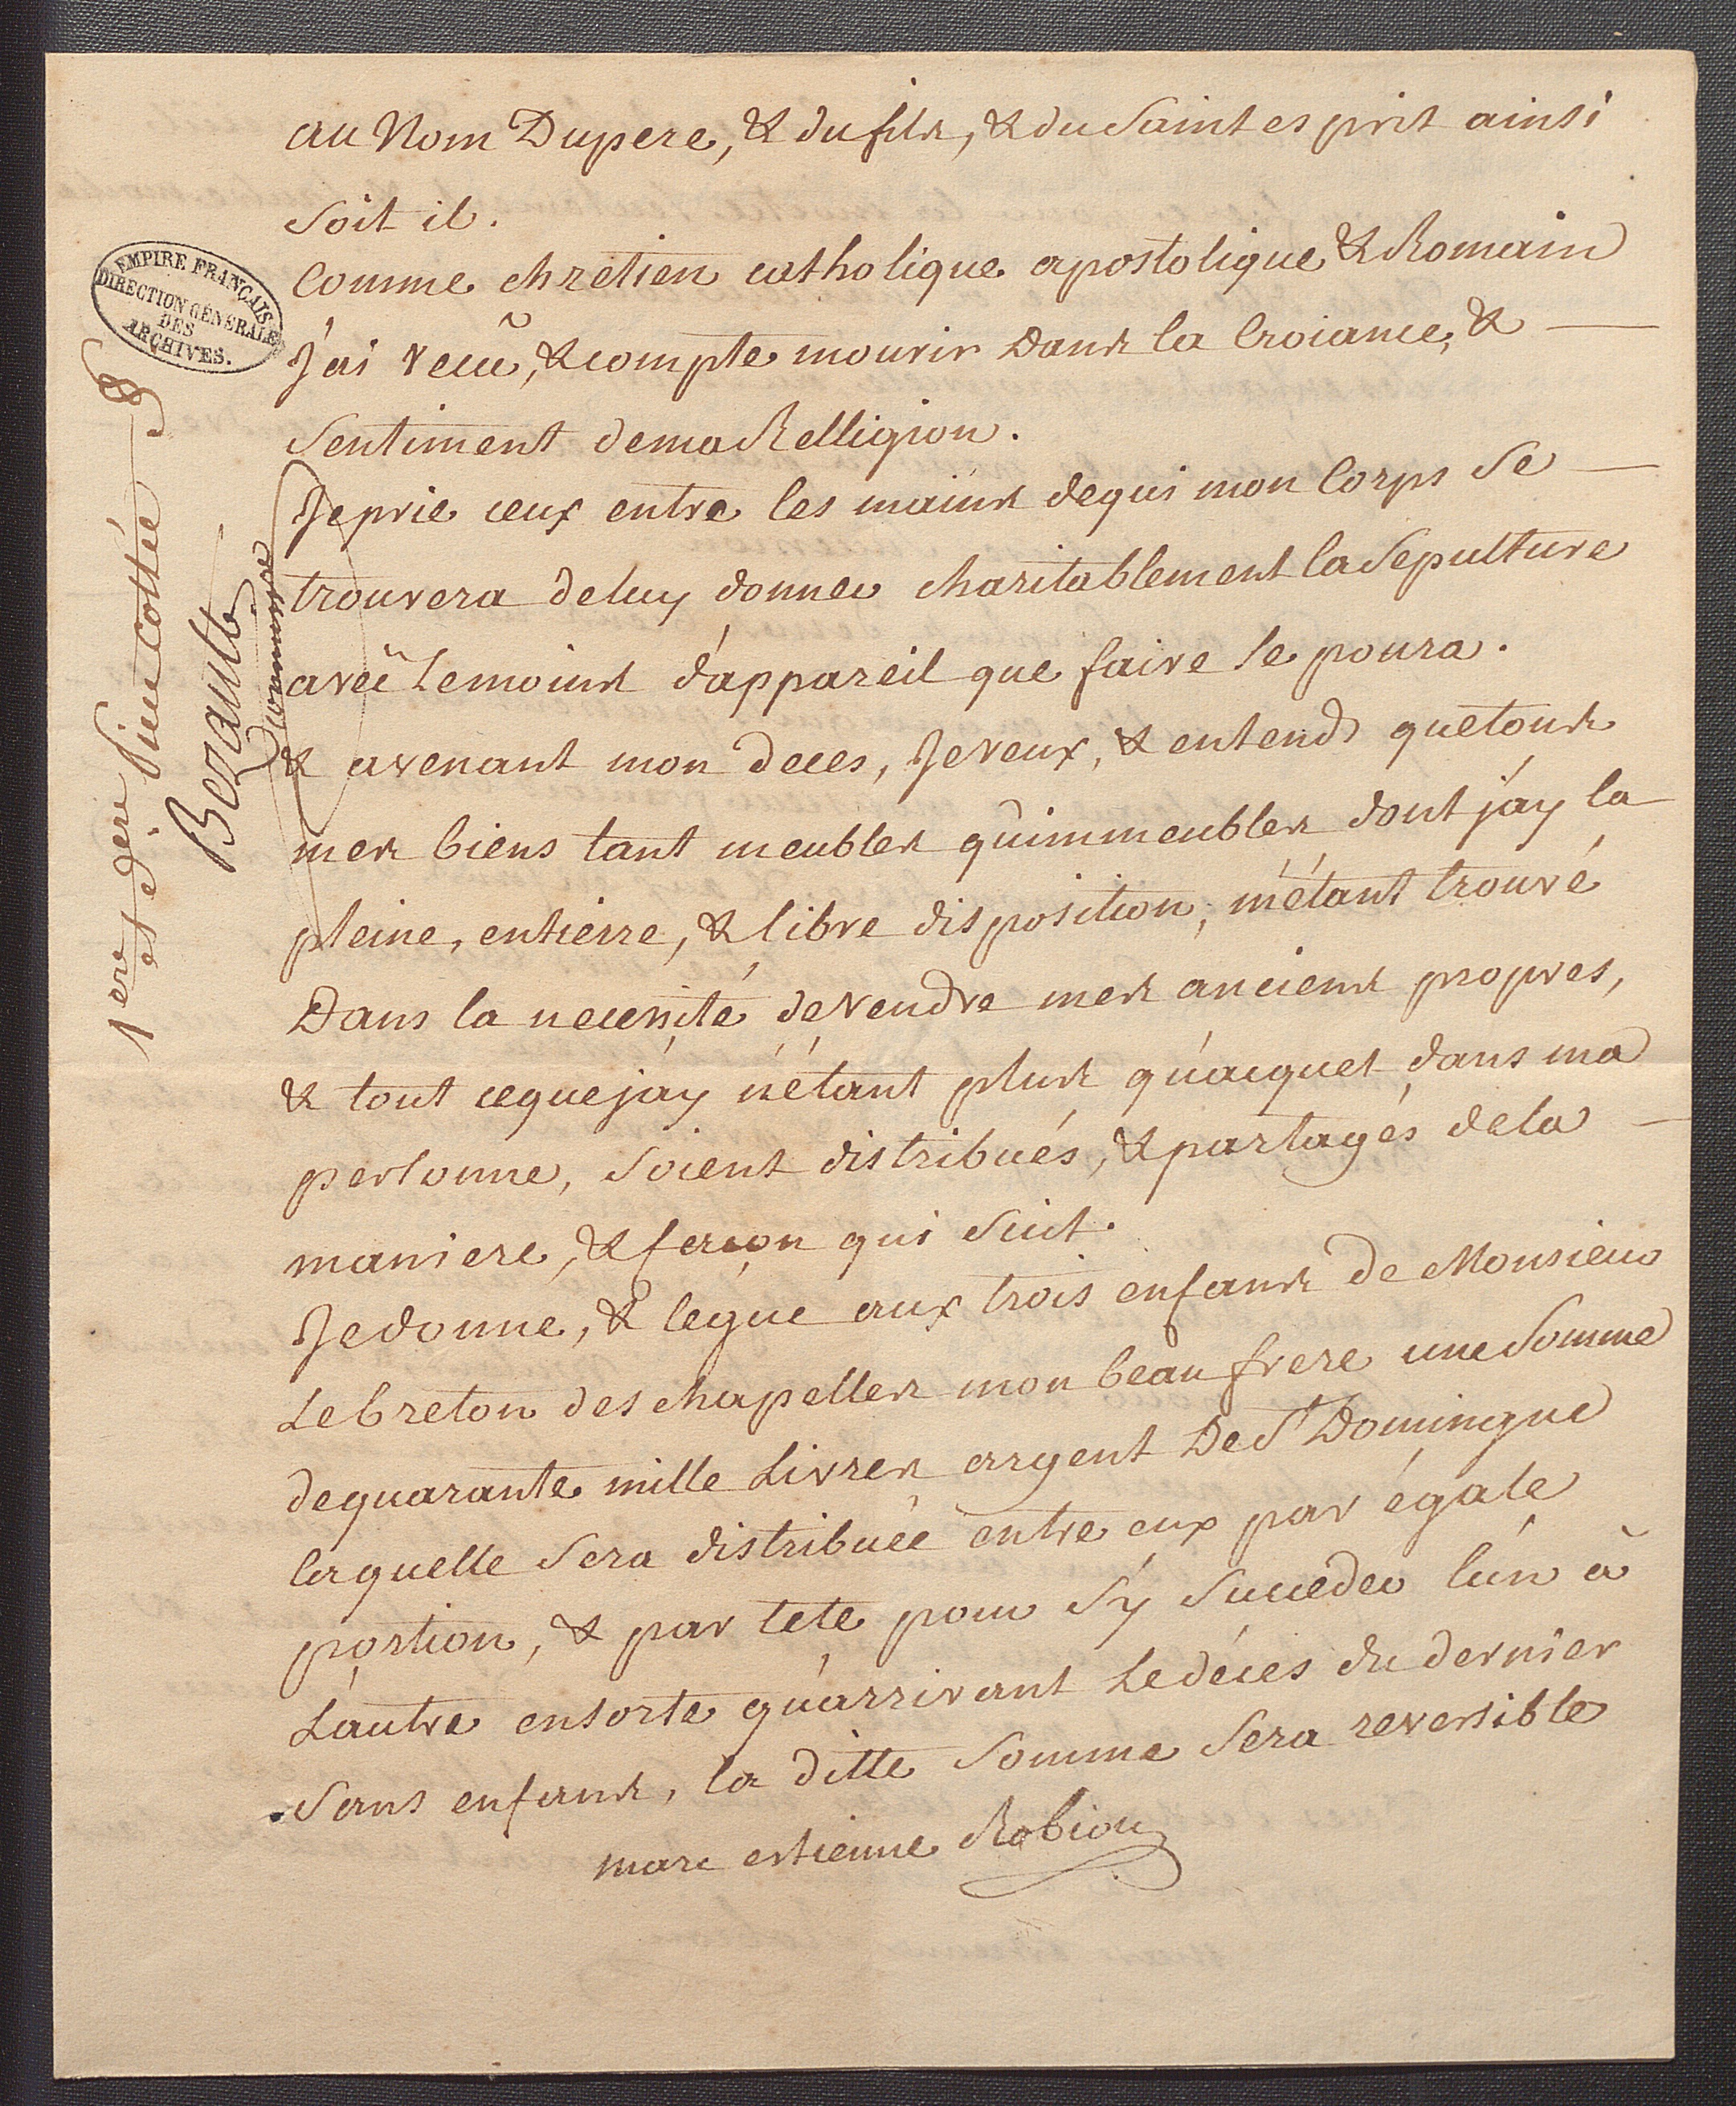 au Nom Dupere, & du fils, & du Saint esprit ainsi
soit il.
Comme chretien catholique apostolique & Romain
J'ai vecu, & compte mourir Dans la Croiance, &
Sentiment de ma Relligion.
Je prie ceux entre les mains de qui mon Corps se
trouvera de luy donner charitablement la Sepulture
avec le moins d'appareil que faire se poura.
& avenant mon deces, Je veux, & entends que tous
mes biens tant meubles qu'immeubles dont j'ay la
pleine, entierre, & libre disposition, m'étant trouvé
Dans la necessité de vendre mes anciens propres,
& tout ce que j'ay n'étant plus qu'acquet dans ma
personne, soient distribués, & partagés de la
maniere, & façon qui suit.
Je donne, & legue aux trois enfans de Monsieur
Lebreton des chapelles mon beau frere une Somme
de quarante mille Livres argent De St Domingue
laquelle sera distribuée entre eux par égale
portion, & par tete pour s'y succeder l'un à
L'autre en sorte qu'arrivant Le déces du dernier
sans enfans, la ditte somme sera reversible
marc estienne Robiou
EMPIRE FRANÇAIS
DIRECTION GÉNÉRALE
DES
ARCHIVES.
1ere et dere Piece cottée
Bezault
Commissre